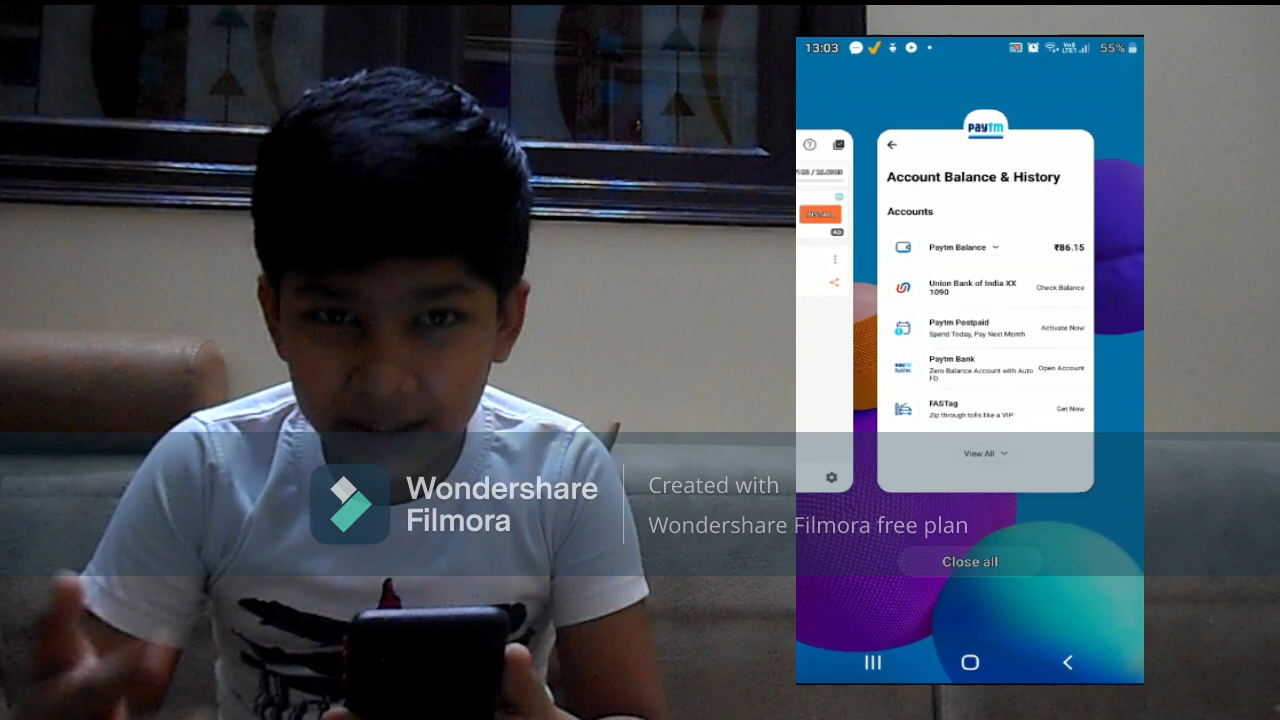 13:03
55%
paytm
Account Balance & History
Accounts
Paytm Balance
₹86.15
Union Bank of India XX
1090
Check Balance
Paytm Postpaid
Spend Today, Pay Next Month
Activate Now
Paytm Bank
Zero Balance Account with Auto
FD
Open Account
FASTag
Zip through tolls like a VIP
Get Now
View All
INSTALL
AD
Wondershare
Filmora
Created with
Wondershare Filmora free plan
Close all